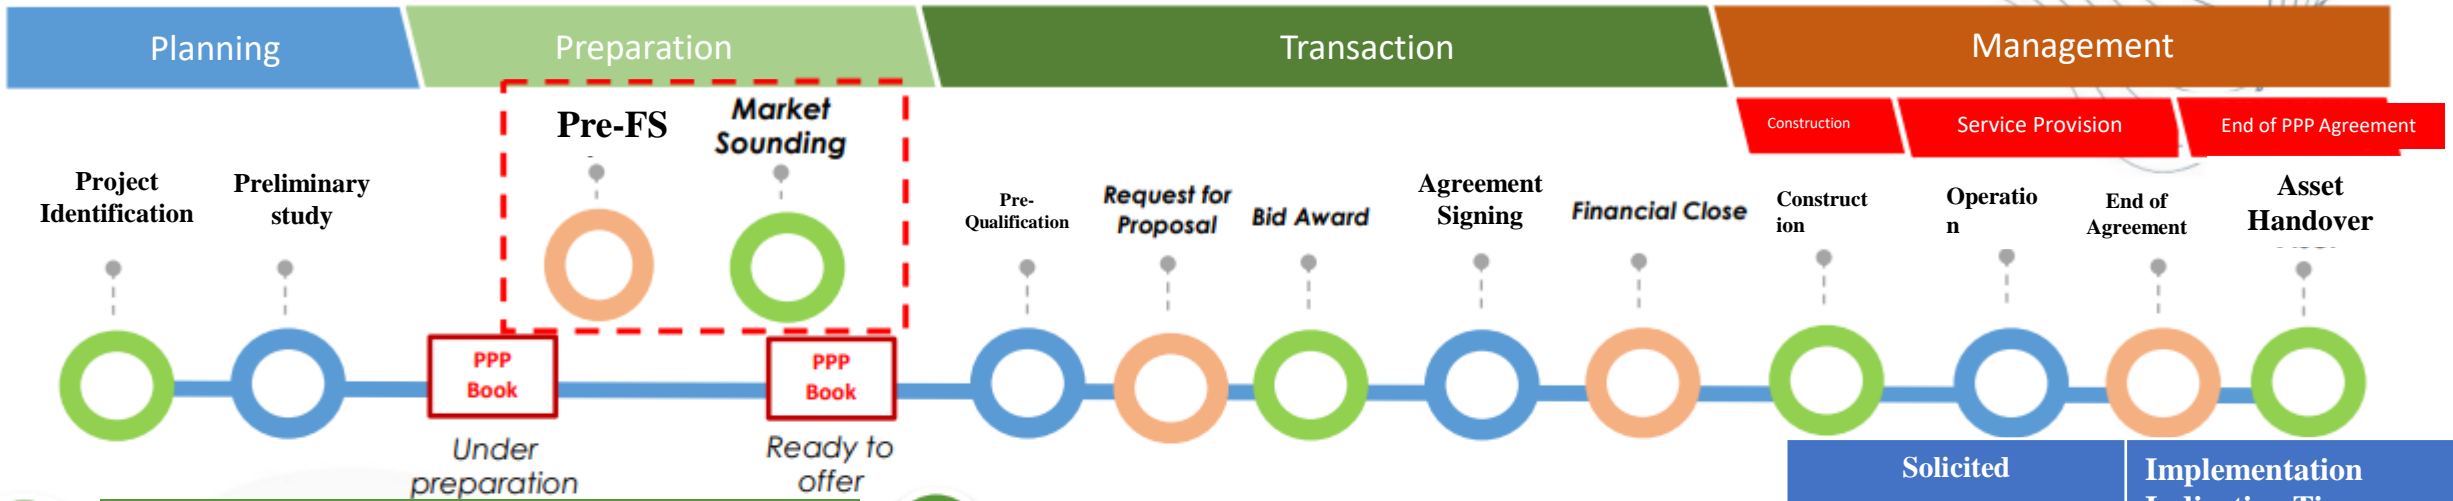 Planning
Preparation
Transaction
Management
Construction
Service Provision
End of PPP Agreement
Project
Identification
Preliminary
study
Pre-FS
Market
Sounding
Pre-
Qualification
Request for
Proposal
Bid Award
Agreement
Signing
Financial Close
Construct
ion
Operatio
n
End of
Agreement
Asset
Handover
PPP
Book
Under
preparation
PPP
Book
Ready to
offer
Solicited
Implementation